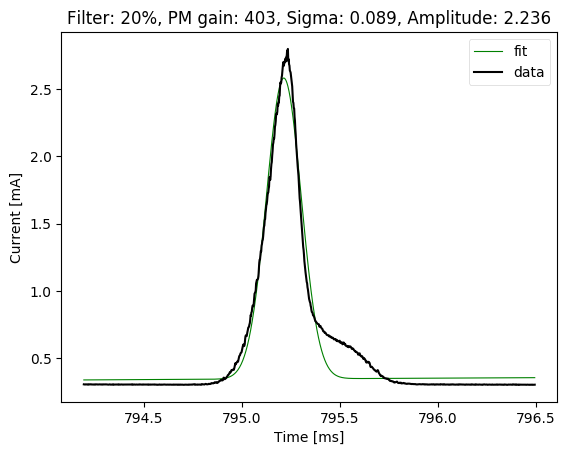 Filter: 20%, PM gain: 403, Sigma: 0.089, Amplitude: 2.236
fit
data
2.5
2.0
1.5
1.0
0.5
Current [mA]
794.5 795.0 795.5 796.0 796.5
Time [ms]